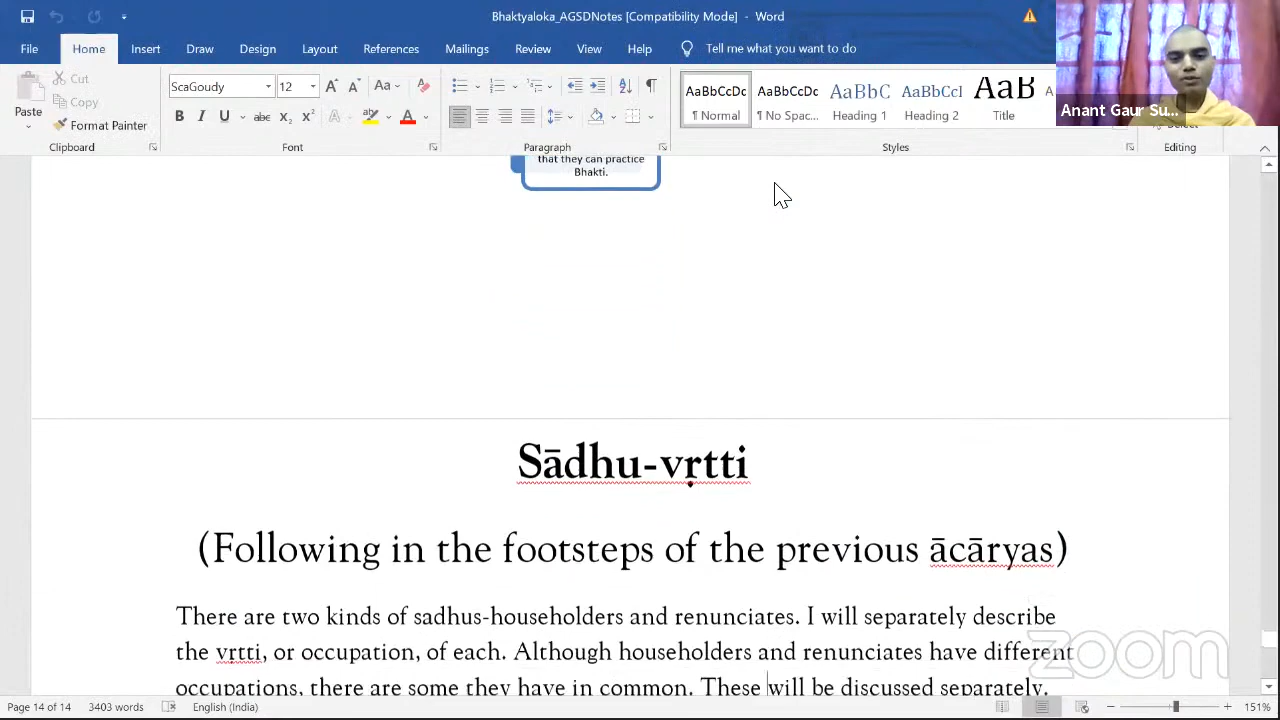 Bhaktyaloka_AGSDNotes [Compatibility Mode] - Word
File Home Insert Draw Design Layout References Mailings Review View Help Tell me what you want to do
Cut
Copy
Paste
Format Painter
Clipboard
ScaGoudy 12
Font
Paragraph
AaBbCcDc AaBbCcDc AaBbC AaBbCcI AaB
¶ Normal ¶ No Spac... Heading 1 Heading 2 Title
Styles
Editing
Anant Gaur Su...
that they can practice
Bhakti.
Sādhu-vṛtti
(Following in the footsteps of the previous ācāryas)
There are two kinds of sadhus-householders and renunciates. I will separately describe
the vṛtti, or occupation, of each. Although householders and renunciates have different
occupations, there are some they have in common. These will be discussed separately.
zoom
Page 14 of 14 3403 words English (India) 151%